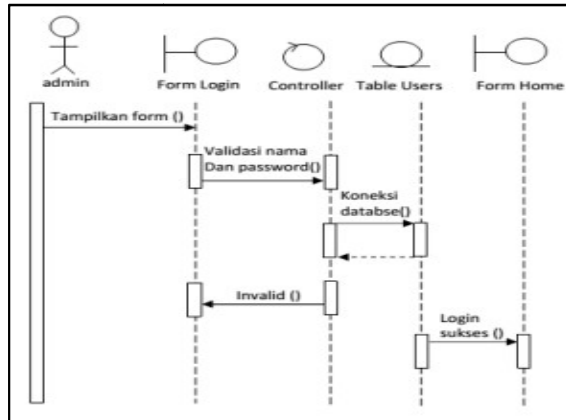 admin
Form Login
Controller
Table Users
Form Home
Tampilkan form ()
Validasi nama
Dan password()
Koneksi
databse()
Invalid ()
Login
sukses ()